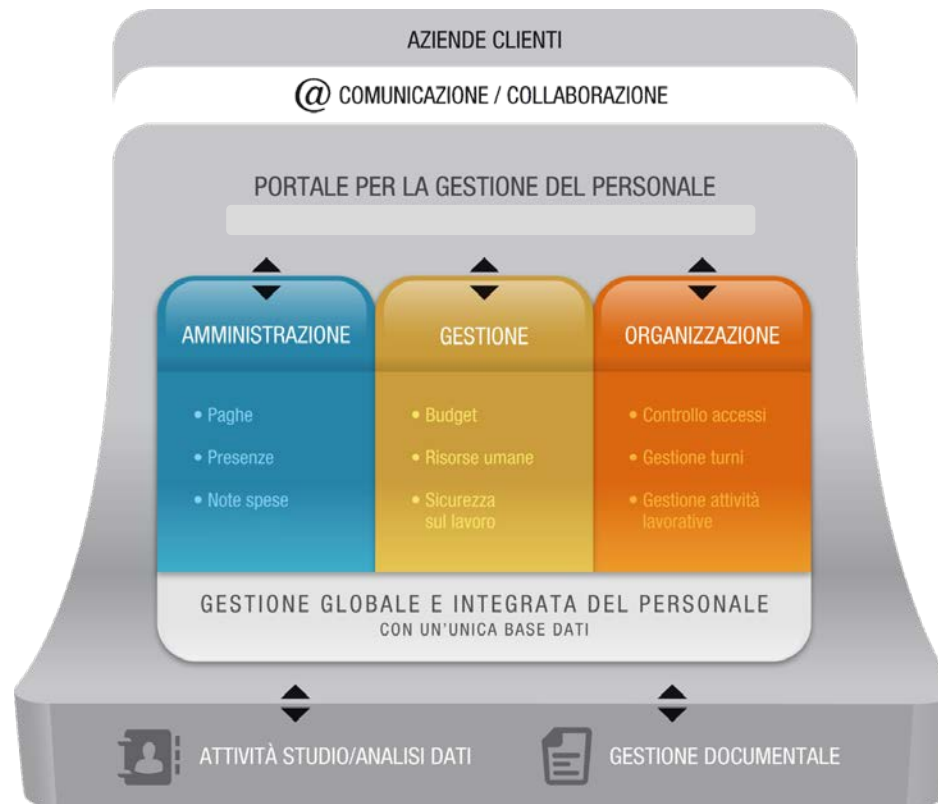 AZIENDE CLIENTI
@ COMUNICAZIONE / COLLABORAZIONE
PORTALE PER LA GESTIONE DEL PERSONALE
AMMINISTRAZIONE
• Paghe
• Presenze
• Note spese
GESTIONE
• Budget
• Risorse umane
• Sicurezza
sul lavoro
ORGANIZZAZIONE
• Controllo accessi
• Gestione turni
• Gestione attività
lavorative
GESTIONE GLOBALE E INTEGRATA DEL PERSONALE
CON UN'UNICA BASE DATI
ATTIVITÀ STUDIO/ANALISI DATI
GESTIONE DOCUMENTALE